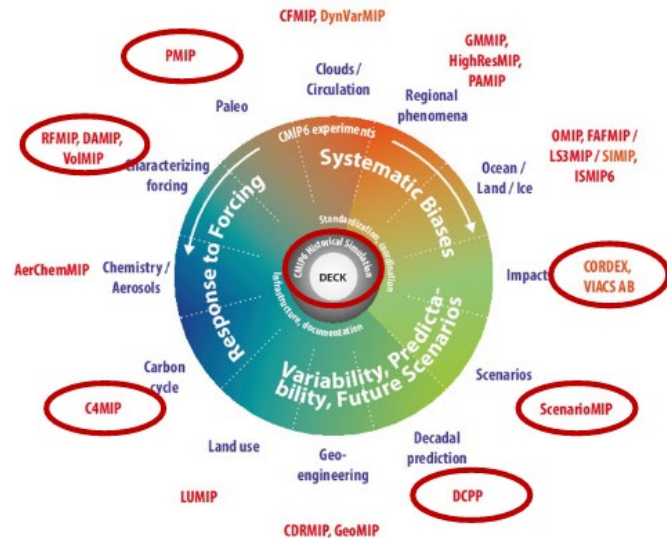 CFMIP, DynVarMIP
PMIP
GMMIP,
HighResMIP,
PAMIP
Clouds /
Circulation
Paleo
Regional
phenomena
RFMIP, DAMIP,
VolMIP
Characterizing
forcing
OMIP, FAFMIP /
LS3MIP / SIMIP,
ISMIP6
Ocean /
Land / Ice
CMIP6 experiments
Systematic Biases
Response to Forcing
Standardization, coordination
CMIP6 Historical Simulation
DECK
Infrastructure, documentation
AerChemMIP
Chemistry /
Aerosols
Impacts
CORDEX,
VIACS AB
Variability, Predicta-
bility, Future Scenarios
Carbon
cycle
C4MIP
Scenarios
ScenarioMIP
Land use
Geo-
engineering
Decadal
prediction
LUMIP
DCPP
CDRMIP, GeoMIP